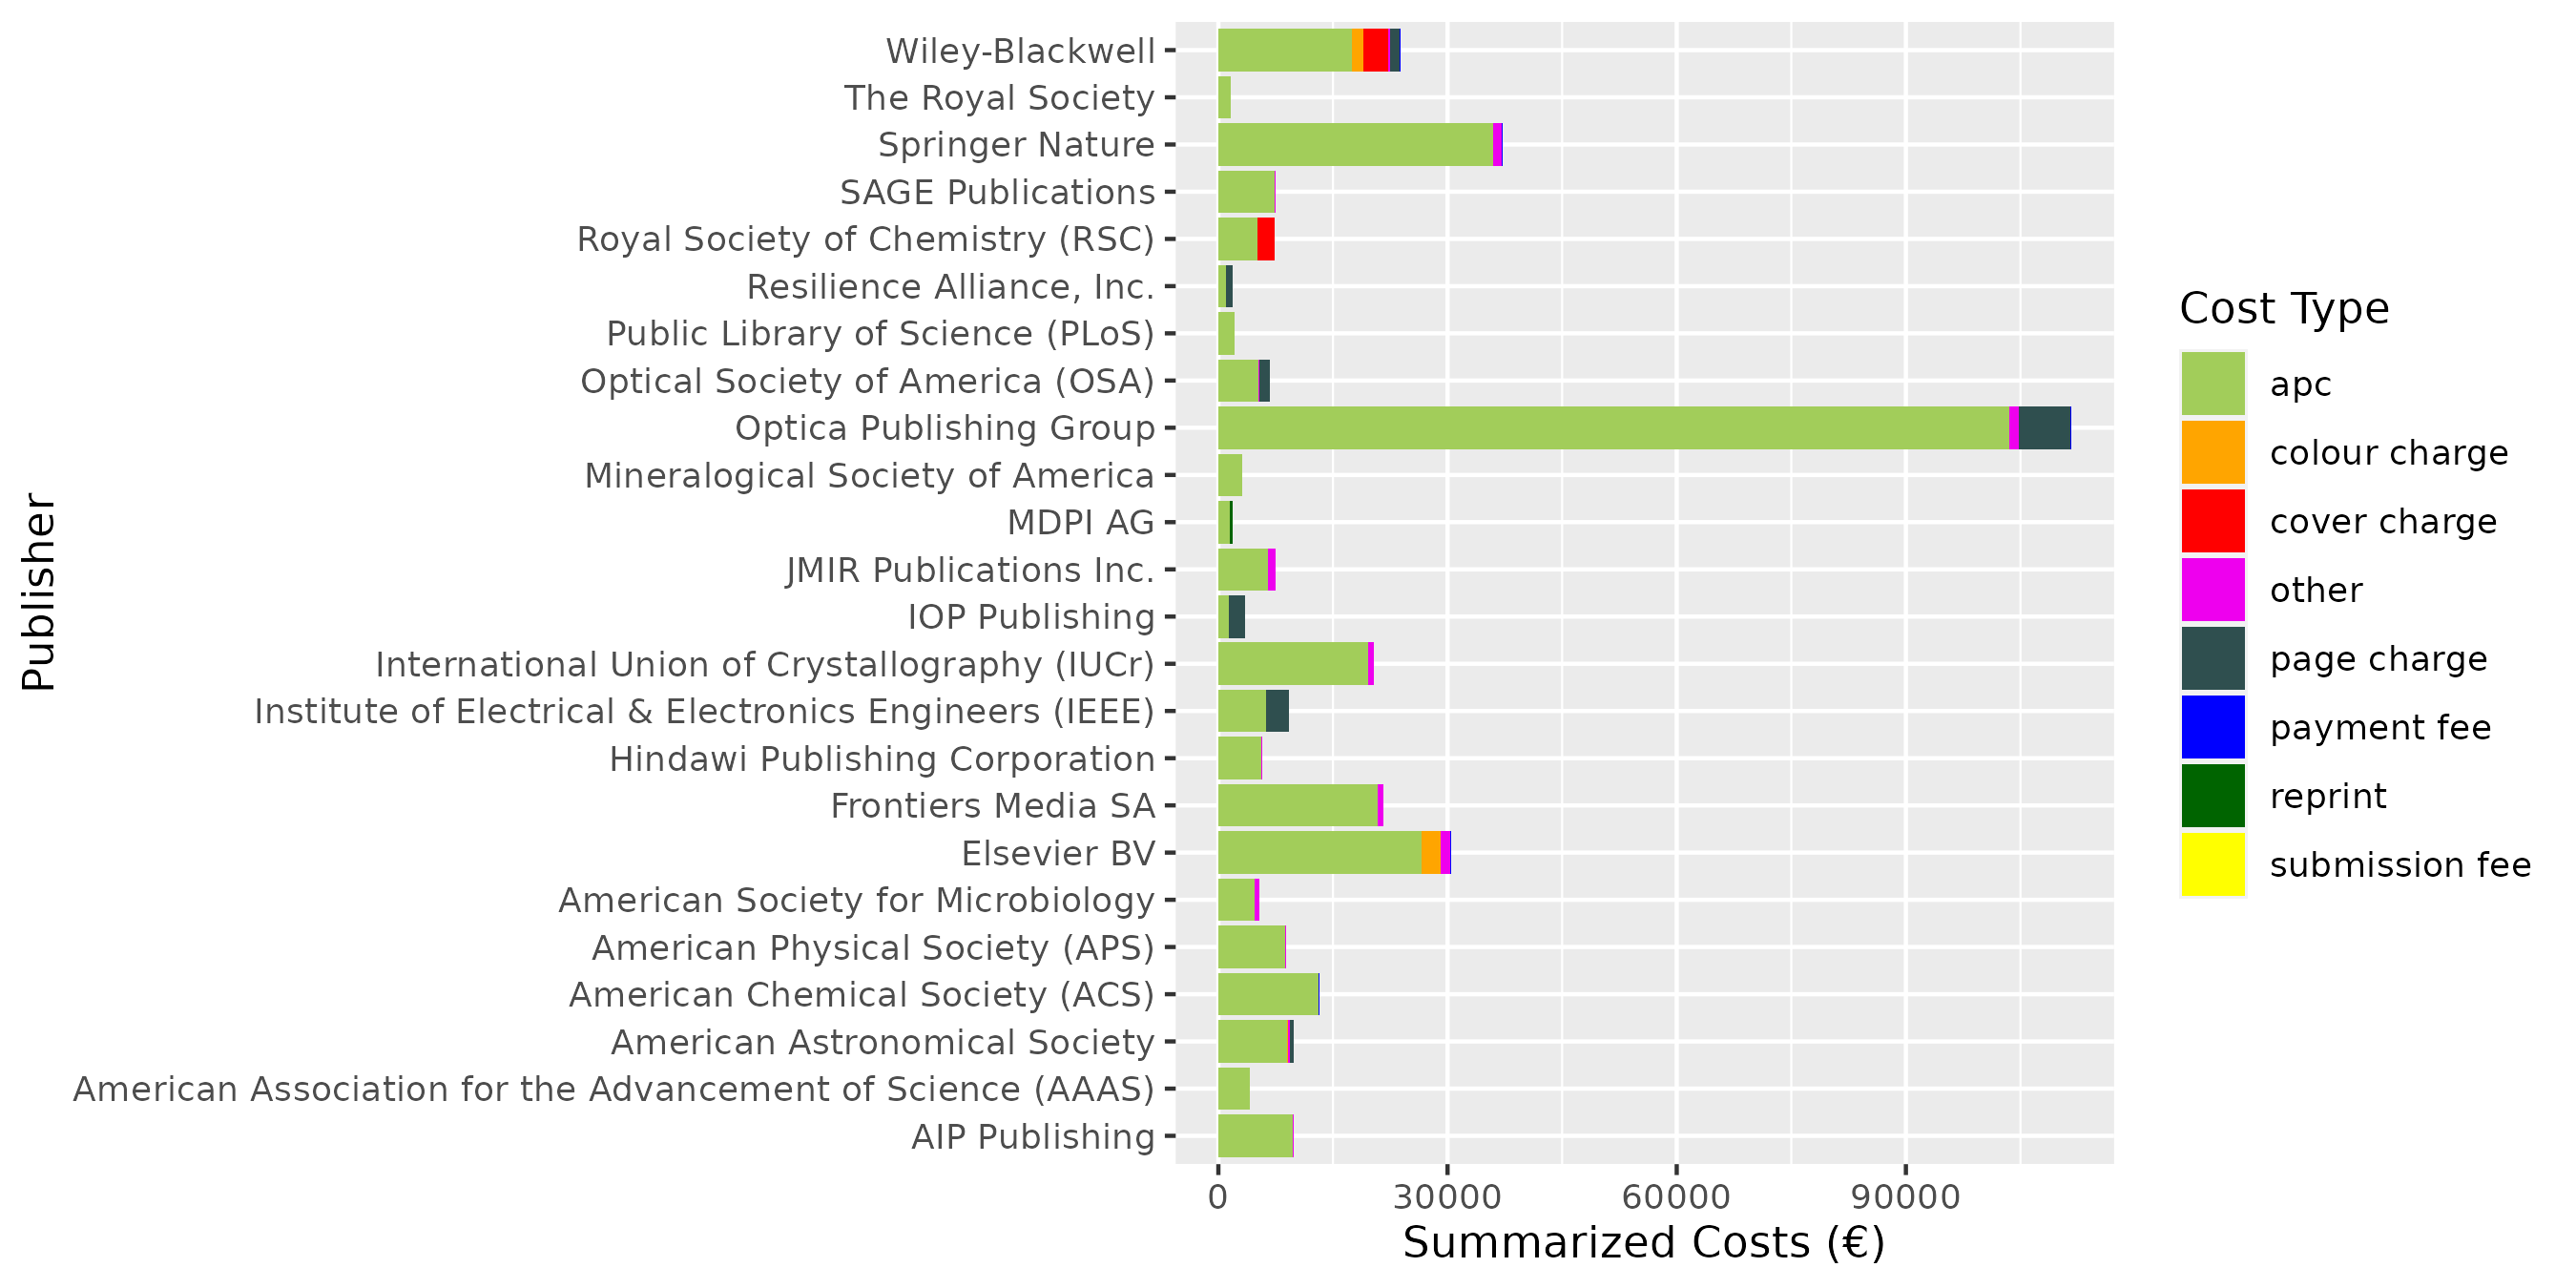 Publisher
Wiley-Blackwell
The Royal Society
Springer Nature
SAGE Publications
Royal Society of Chemistry (RSC)
Resilience Alliance, Inc.
Public Library of Science (PLoS)
Optical Society of America (OSA)
Optica Publishing Group
Mineralogical Society of America
MDPI AG
JMIR Publications Inc.
IOP Publishing
International Union of Crystallography (IUCr)
Institute of Electrical & Electronics Engineers (IEEE)
Hindawi Publishing Corporation
Frontiers Media SA
Elsevier BV
American Society for Microbiology
American Physical Society (APS)
American Chemical Society (ACS)
American Astronomical Society
American Association for the Advancement of Science (AAAS)
AIP Publishing
0 30000 60000 90000
Summarized Costs (€)
Cost Type
apc
colour charge
cover charge
other
page charge
payment fee
reprint
submission fee